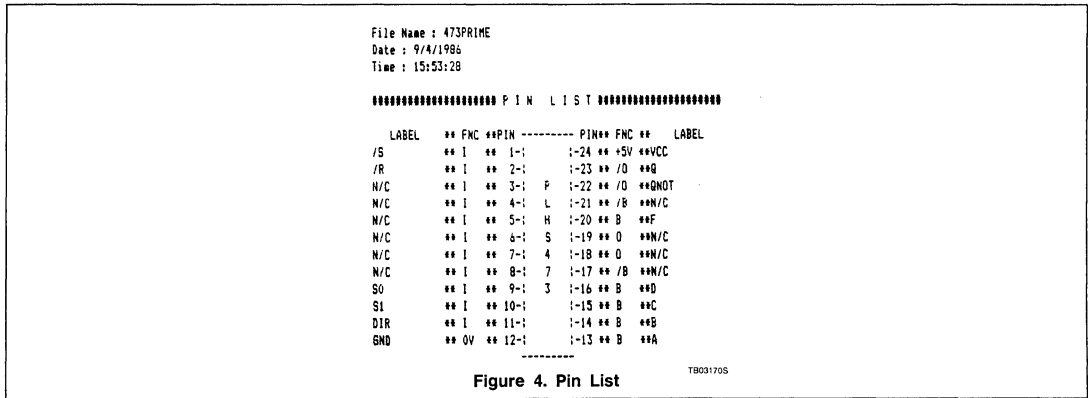 File Name : 473PRIME
Date : 9/4/1986
Time : 15:53:28
##################### P I N   L I S T #####################
LABEL ** FNC **PIN --------- PIN** FNC ** LABEL
/S ** I ** 1-| |-24 ** +5V **VCC
/R ** I ** 2-| |-23 ** /O **Q
N/C ** I ** 3-| P |-22 ** /O **QNOT
N/C ** I ** 4-| L |-21 ** /B **N/C
N/C ** I ** 5-| H |-20 ** B **F
N/C ** I ** 6-| S |-19 ** O **N/C
N/C ** I ** 7-| 4 |-18 ** O **N/C
N/C ** I ** 8-| 7 |-17 ** /B **N/C
S0 ** I ** 9-| 3 |-16 ** B **D
S1 ** I ** 10-| |-15 ** B **C
DIR ** I ** 11-| |-14 ** B **B
GND ** 0V ** 12-| |-13 ** B **A
---------
TB03170S
Figure 4. Pin List